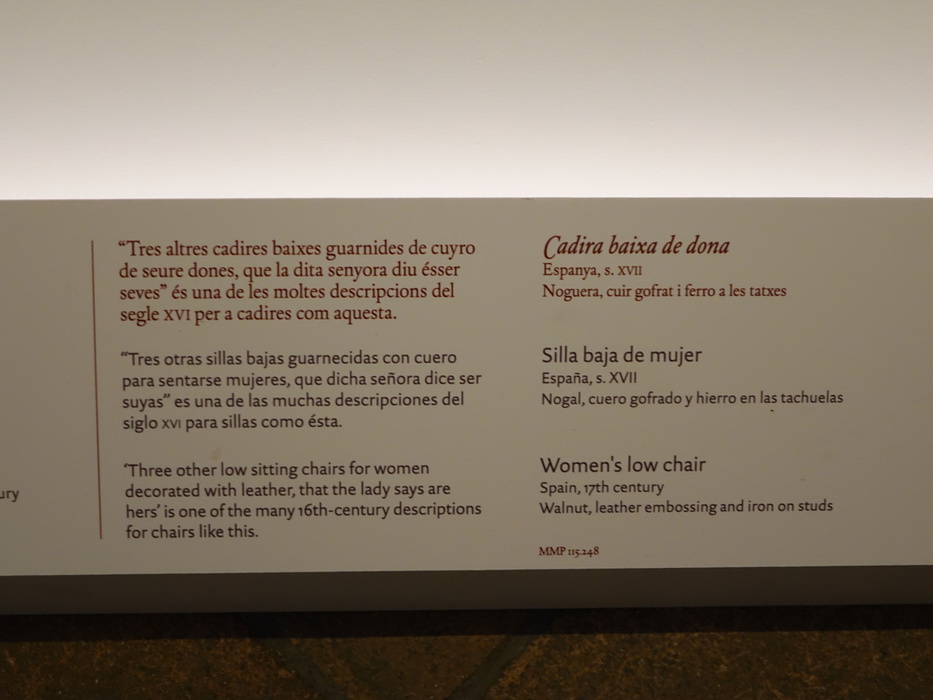 ury
“Tres altres cadires baixes guarnides de cuyro
de seure dones, que la dita senyora diu ésser
seves” és una de les moltes descripcions del
segle XVI per a cadires com aquesta.
“Tres otras sillas bajas guarnecidas con cuero
para sentarse mujeres, que dicha señora dice ser
suyas” es una de las muchas descripciones del
siglo XVI para sillas como ésta.
‘Three other low sitting chairs for women
decorated with leather, that the lady says are
hers’ is one of the many 16th-century descriptions
for chairs like this.
Cadira baixa de dona
Espanya, s. XVII
Noguera, cuir gofrat i ferro a les tatxes
Silla baja de mujer
España, s. XVII
Nogal, cuero gofrado y hierro en las tachuelas
Women's low chair
Spain, 17th century
Walnut, leather embossing and iron on studs
MMP 115.248